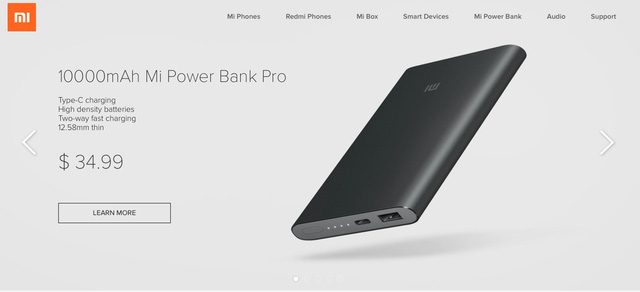 mi
Mi Phones Redmi Phones Mi Box Smart Devices Mi Power Bank Audio Support
10000mAh Mi Power Bank Pro
Type-C charging
High density batteries
Two-way fast charging
12.58mm thin
$ 34.99
LEARN MORE
mi